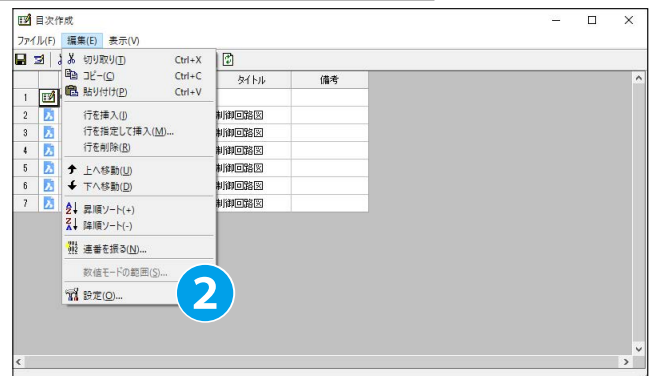 目次作成
ファイル(F) 編集(E) 表示(V)
切り取り(T) Ctrl+X
コピー(C) Ctrl+C
貼り付け(P) Ctrl+V
行を挿入(I)
行を指定して挿入(M)...
行を削除(R)
上へ移動(U)
下へ移動(D)
昇順ソート(+)
降順ソート(-)
連番を振る(N)...
数値モードの範囲(S)...
設定(O)...
2
タイトル 備考
1
2 制御回路図
3 制御回路図
4 制御回路図
5 制御回路図
6 制御回路図
7 制御回路図